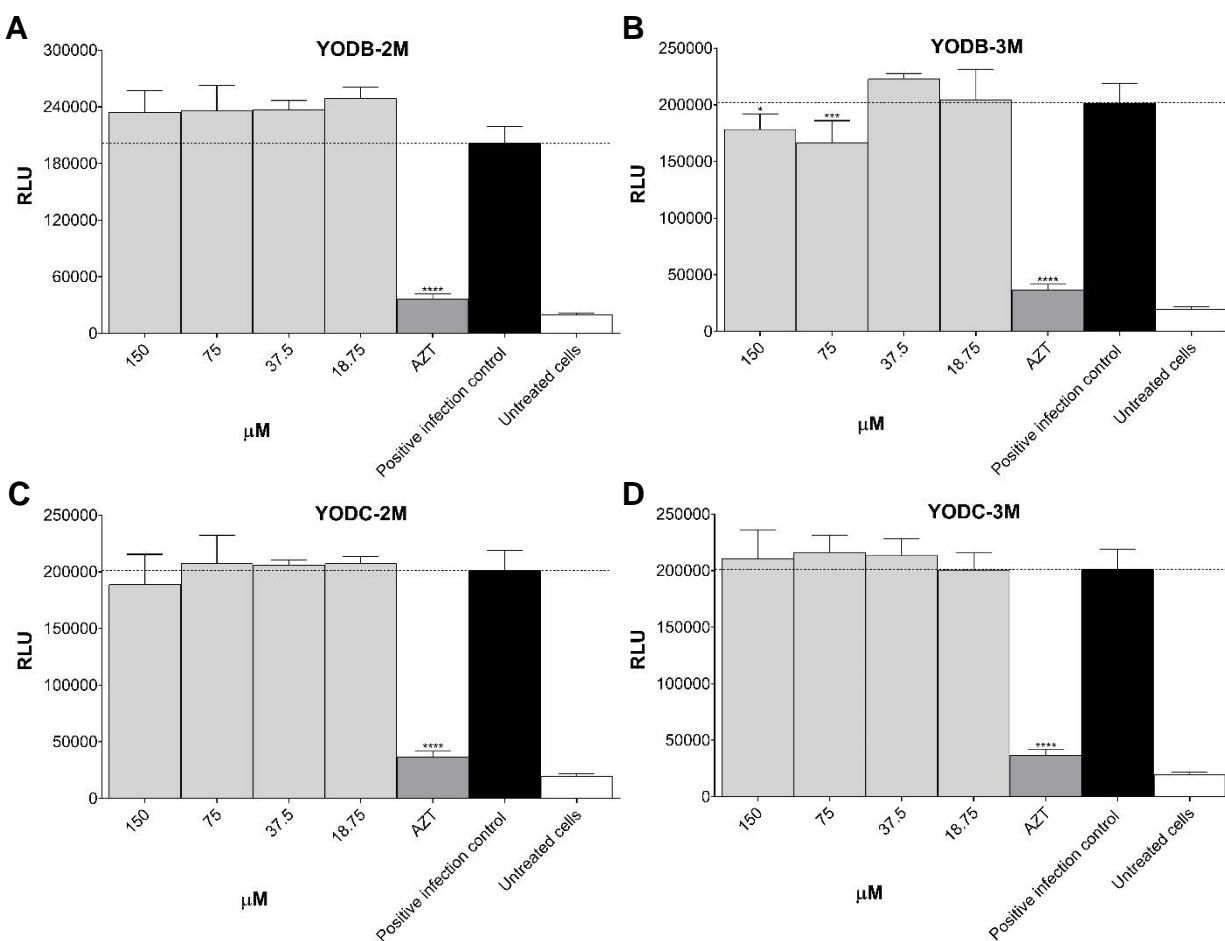 A
YODB-2M
300000
240000
180000
120000
60000
0
RLU
****
150
75
37.5
18.75
AZT
Positive infection control
Untreated cells
μM
B
YODB-3M
250000
200000
150000
100000
50000
0
RLU
*
***
****
150
75
37.5
18.75
AZT
Positive infection control
Untreated cells
μM
C
YODC-2M
250000
200000
150000
100000
50000
0
RLU
****
150
75
37.5
18.75
AZT
Positive infection control
Untreated cells
μM
D
YODC-3M
250000
200000
150000
100000
50000
0
RLU
****
150
75
37.5
18.75
AZT
Positive infection control
Untreated cells
μM